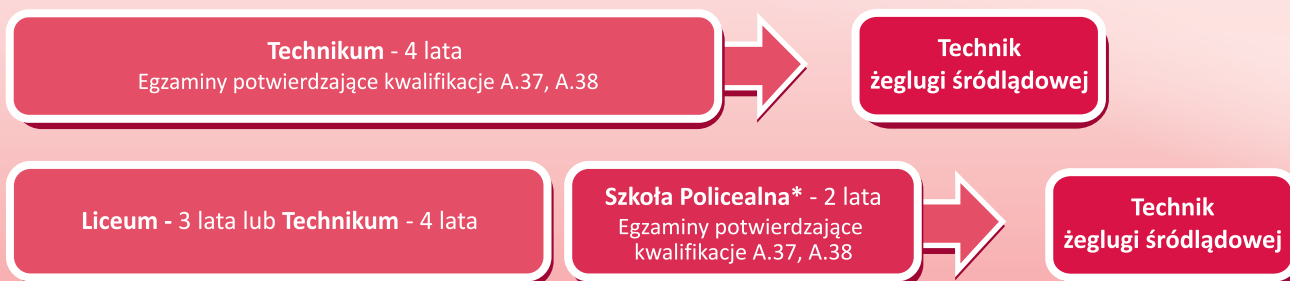 Technikum - 4 lata
Egzaminy potwierdzające kwalifikacje A.37, A.38
Technik
żeglugi śródlądowej
Liceum - 3 lata lub Technikum - 4 lata
Szkoła Policealna* - 2 lata
Egzaminy potwierdzające
kwalifikacje A.37, A.38
Technik
żeglugi śródlądowej